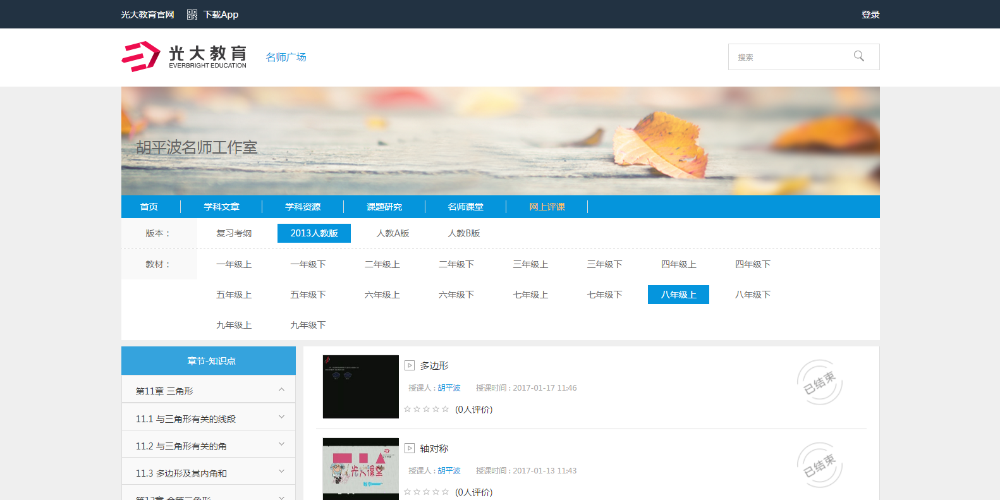 光大教育官网 下载App 登录
光大教育 名师广场 搜索
EVERBRIGHT EDUCATION
胡平波名师工作室
首页 学科文章 学科资源 课题研究 名师课堂 网上评课
版本： 复习考纲 2013人教版 人教A版 人教B版
教材： 一年级上 一年级下 二年级上 二年级下 三年级上 三年级下 四年级上 四年级下
五年级上 五年级下 六年级上 六年级下 七年级上 七年级下 八年级上 八年级下
九年级上 九年级下
章节-知识点
第11章 三角形
11.1 与三角形有关的线段
11.2 与三角形有关的角
11.3 多边形及其内角和
第12章 全等三角形
多边形
授课人 : 胡平波 授课时间 : 2017-01-17 11:46
(0人评价)
已结束
轴对称
授课人 : 胡平波 授课时间 : 2017-01-13 11:43
(0人评价)
已结束
光大课堂
数学